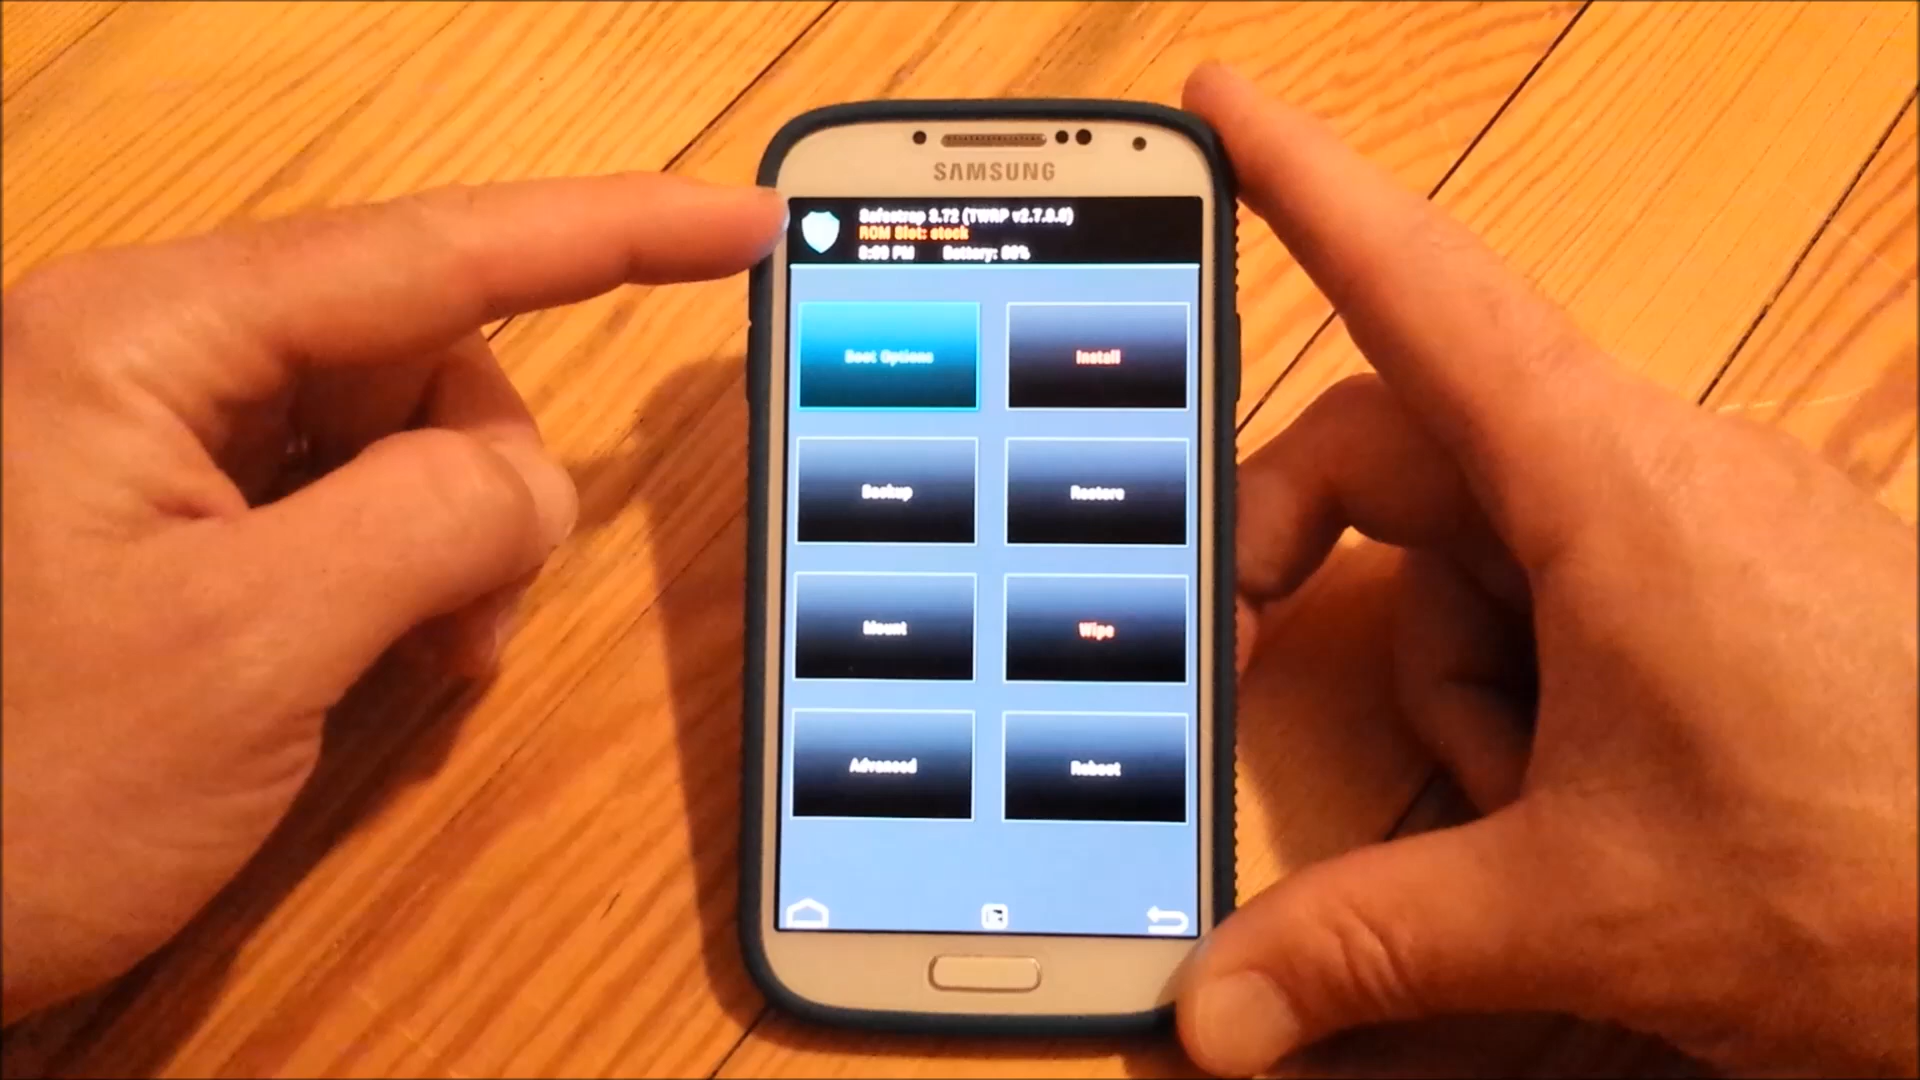 SAMSUNG
Safestrap 3.72 (TWRP v2.7.0.0)
ROM Slot: stock
PM Battery:
Boot Options
Install
Backup
Restore
Mount
Wipe
Advanced
Reboot